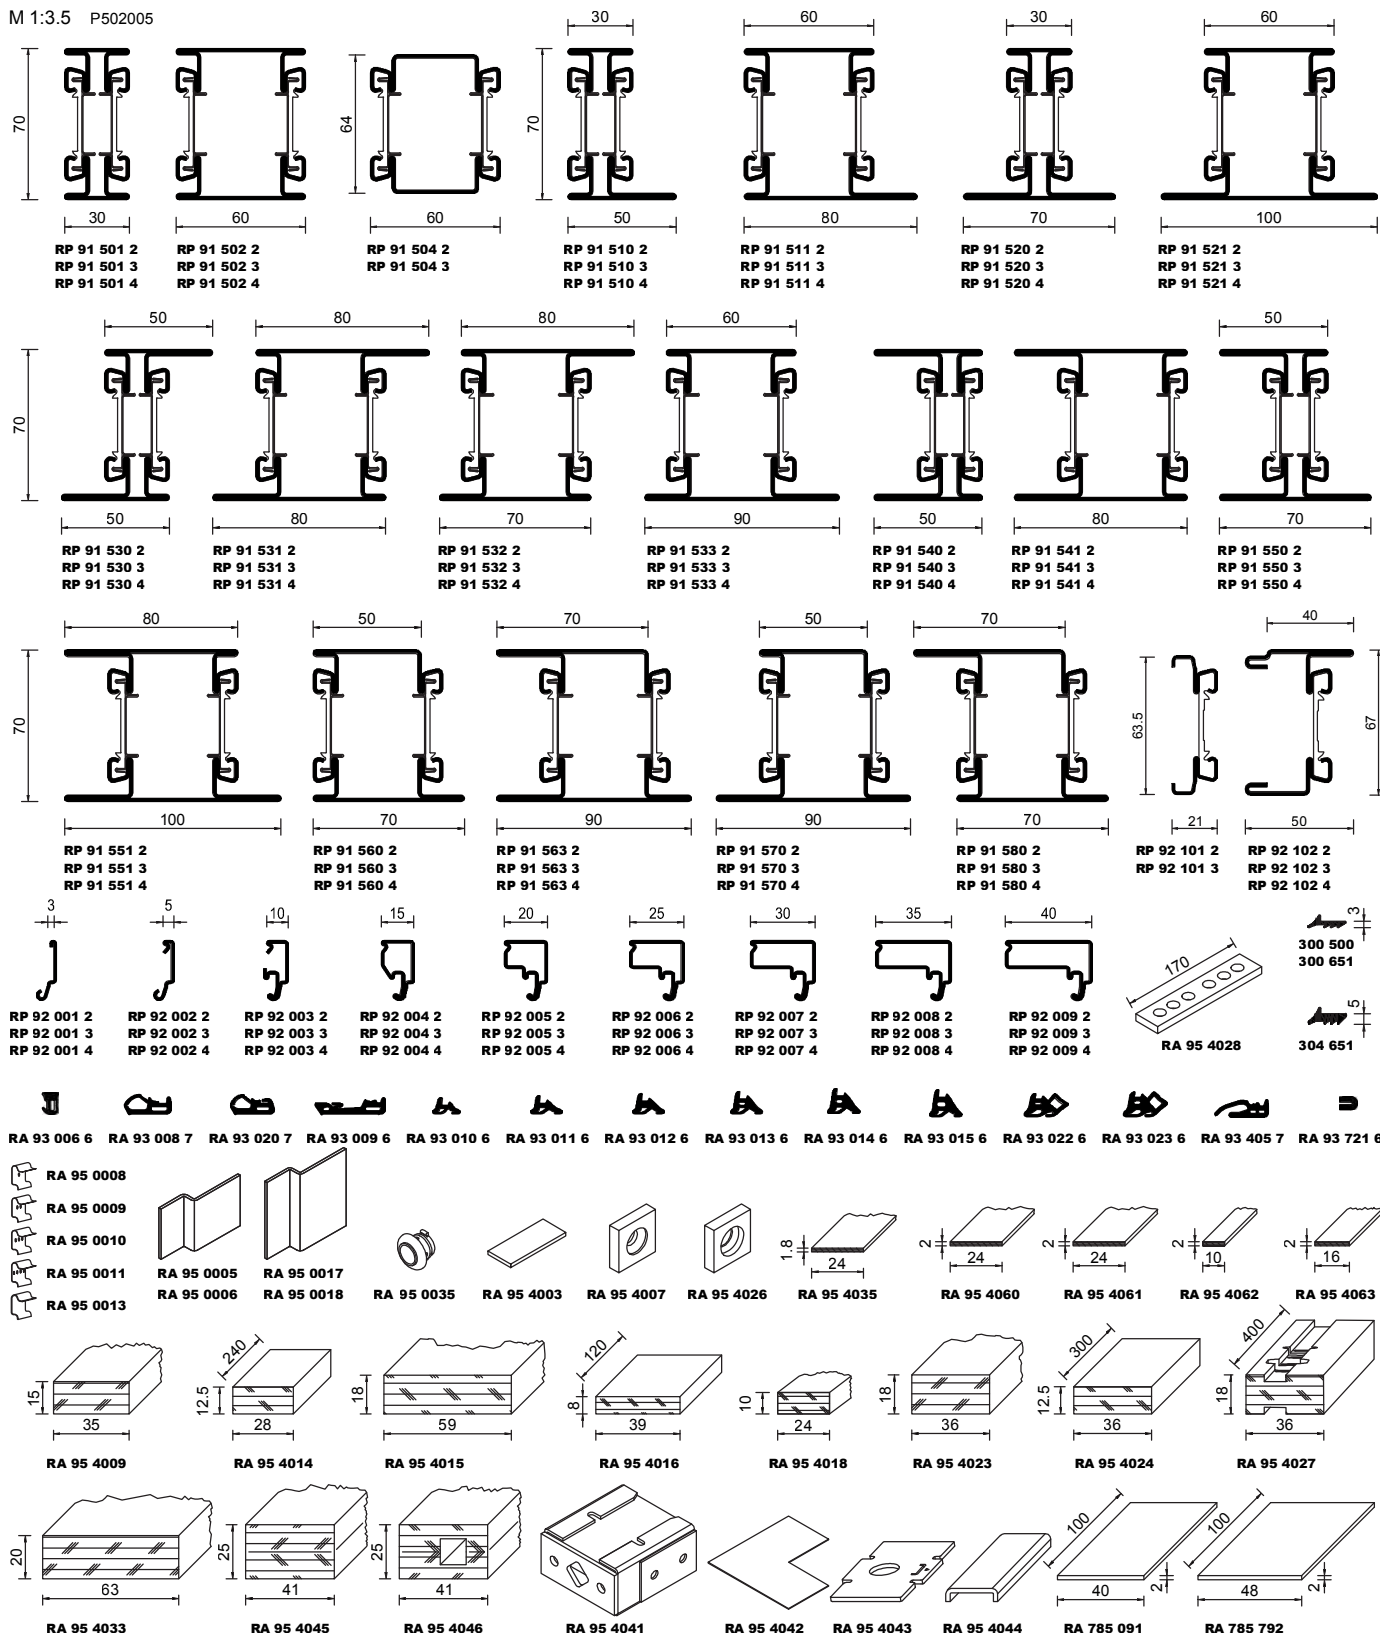 M 1:3.5 P502005
30 60 30 60
70 64 70
30 60 60 50 80 70 100
RP 91 501 2 RP 91 502 2 RP 91 504 2 RP 91 510 2 RP 91 511 2 RP 91 520 2 RP 91 521 2
RP 91 501 3 RP 91 502 3 RP 91 504 3 RP 91 510 3 RP 91 511 3 RP 91 520 3 RP 91 521 3
RP 91 501 4 RP 91 502 4 RP 91 510 4 RP 91 511 4 RP 91 520 4 RP 91 521 4
50 80 80 60 50
70
50 80 70 90 50 80 70
RP 91 530 2 RP 91 531 2 RP 91 532 2 RP 91 533 2 RP 91 540 2 RP 91 541 2 RP 91 550 2
RP 91 530 3 RP 91 531 3 RP 91 532 3 RP 91 533 3 RP 91 540 3 RP 91 541 3 RP 91 550 3
RP 91 530 4 RP 91 531 4 RP 91 532 4 RP 91 533 4 RP 91 540 4 RP 91 541 4 RP 91 550 4
80 50 70 50 70 40
70 63.5 67
100 70 90 90 70 21 50
RP 91 551 2 RP 91 560 2 RP 91 563 2 RP 91 570 2 RP 91 580 2 RP 92 101 2 RP 92 102 2
RP 91 551 3 RP 91 560 3 RP 91 563 3 RP 91 570 3 RP 91 580 3 RP 92 101 3 RP 92 102 3
RP 91 551 4 RP 91 560 4 RP 91 563 4 RP 91 570 4 RP 91 580 4 RP 92 102 4
3 5 10 15 20 25 30 35 40 3
300 500
300 651
170
RP 92 001 2 RP 92 002 2 RP 92 003 2 RP 92 004 2 RP 92 005 2 RP 92 006 2 RP 92 007 2 RP 92 008 2 RP 92 009 2 5
RP 92 001 3 RP 92 002 3 RP 92 003 3 RP 92 004 3 RP 92 005 3 RP 92 006 3 RP 92 007 3 RP 92 008 3 RP 92 009 3
RP 92 001 4 RP 92 002 4 RP 92 003 4 RP 92 004 4 RP 92 005 4 RP 92 006 4 RP 92 007 4 RP 92 008 4 RP 92 009 4 RA 95 4028 304 651
RA 93 006 6 RA 93 008 7 RA 93 020 7 RA 93 009 6 RA 93 010 6 RA 93 011 6 RA 93 012 6 RA 93 013 6 RA 93 014 6 RA 93 015 6 RA 93 022 6 RA 93 023 6 RA 93 405 7 RA 93 721 6
RA 95 0008
RA 95 0009
RA 95 0010
RA 95 0011
RA 95 0013
1.8 2 2 2 2
24 24 24 10 16
RA 95 0005 RA 95 0017
RA 95 0006 RA 95 0018 RA 95 0035 RA 95 4003 RA 95 4007 RA 95 4026 RA 95 4035 RA 95 4060 RA 95 4061 RA 95 4062 RA 95 4063
240 120 300 400
15 12.5 18 8 10 18 12.5 18
35 28 59 39 24 36 36 36
RA 95 4009 RA 95 4014 RA 95 4015 RA 95 4016 RA 95 4018 RA 95 4023 RA 95 4024 RA 95 4027
100 100
20 25 25 2 2
63 41 41 40 48
RA 95 4033 RA 95 4045 RA 95 4046 RA 95 4041 RA 95 4042 RA 95 4043 RA 95 4044 RA 785 091 RA 785 792